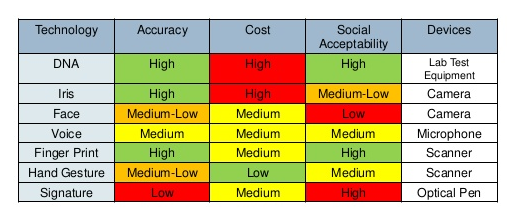 Technology Accuracy Cost Social Acceptability Devices
DNA High High High Lab Test Equipment
Iris High High Medium-Low Camera
Face Medium-Low Medium Low Camera
Voice Medium Medium Medium Microphone
Finger Print High Medium High Scanner
Hand Gesture Medium-Low Low Medium Scanner
Signature Low Medium High Optical Pen